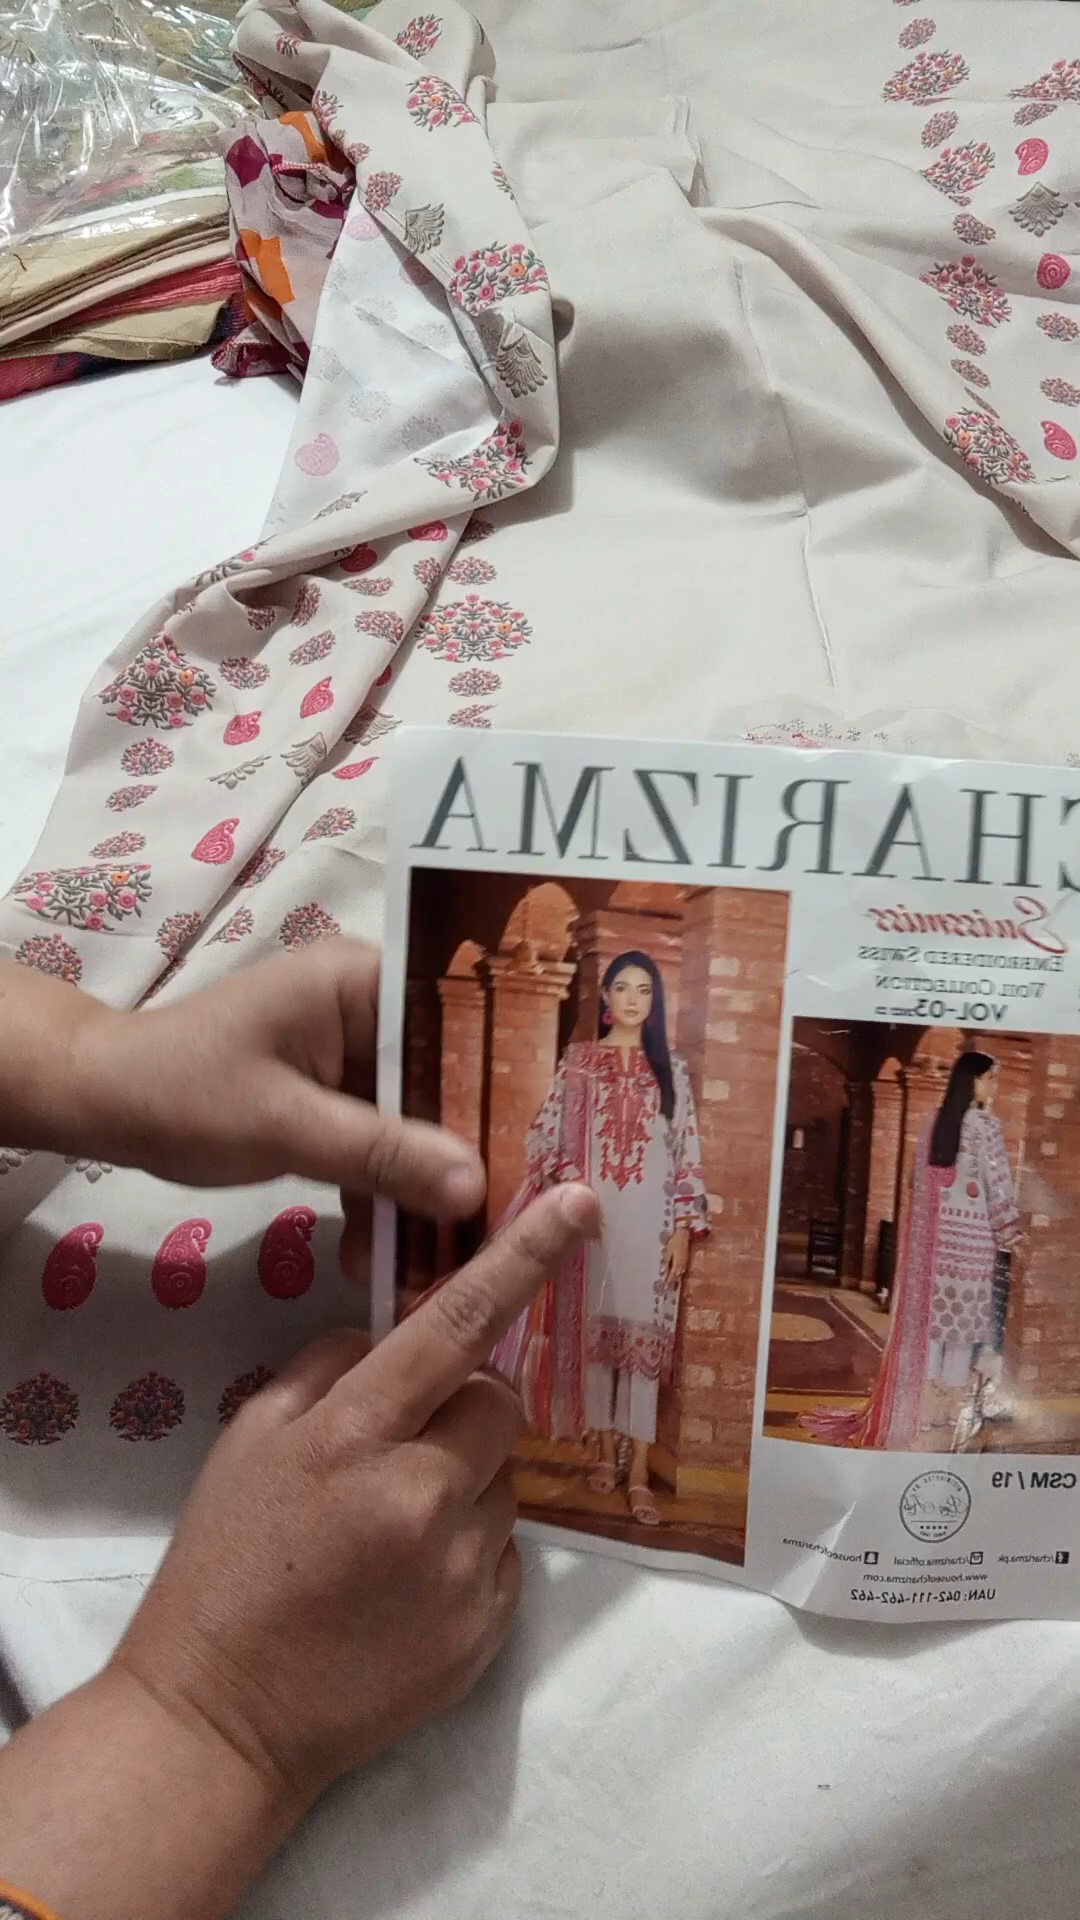 CHARIZMA
Swissmiss
EMBROIDERED SWISS
VOIL COLLECTION
VOL-03
CSM / 19
/charizma.pk /charizma.official houseofcharizma
www.houseofcharizma.com
UAN: 042-111-462-462